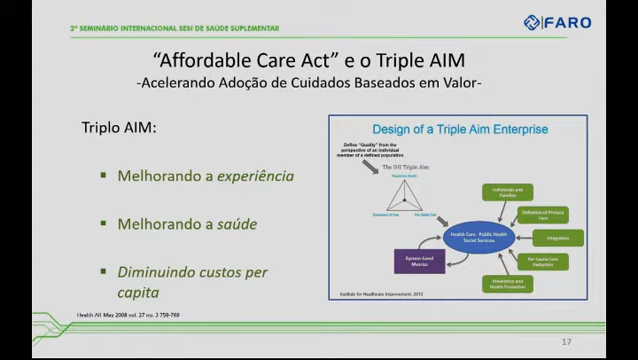 2º SEMINÁRIO INTERNACIONAL SESI DE SAÚDE SUPLEMENTAR
FARO
“Affordable Care Act” e o Triple AIM
-Acelerando Adoção de Cuidados Baseados em Valor-
Triplo AIM:
Melhorando a experiência
Melhorando a saúde
Diminuindo custos per
capita
Design of a Triple Aim Enterprise
Define “Quality” from the
perspective of an individual
member of a defined population
The IHI Triple Aim
Population Health
Experience of Care
Per Capita Cost
Individuals and
Families
Definition of Primary
Care
Health Care Public Health
Social Services
Integration
System-Level
Metrics
Per Capita Cost
Reduction
Prevention and
Health Promotion
Institute for Healthcare Improvement, 2012
Health Aff May 2008 vol. 27 no. 3 759-769
17